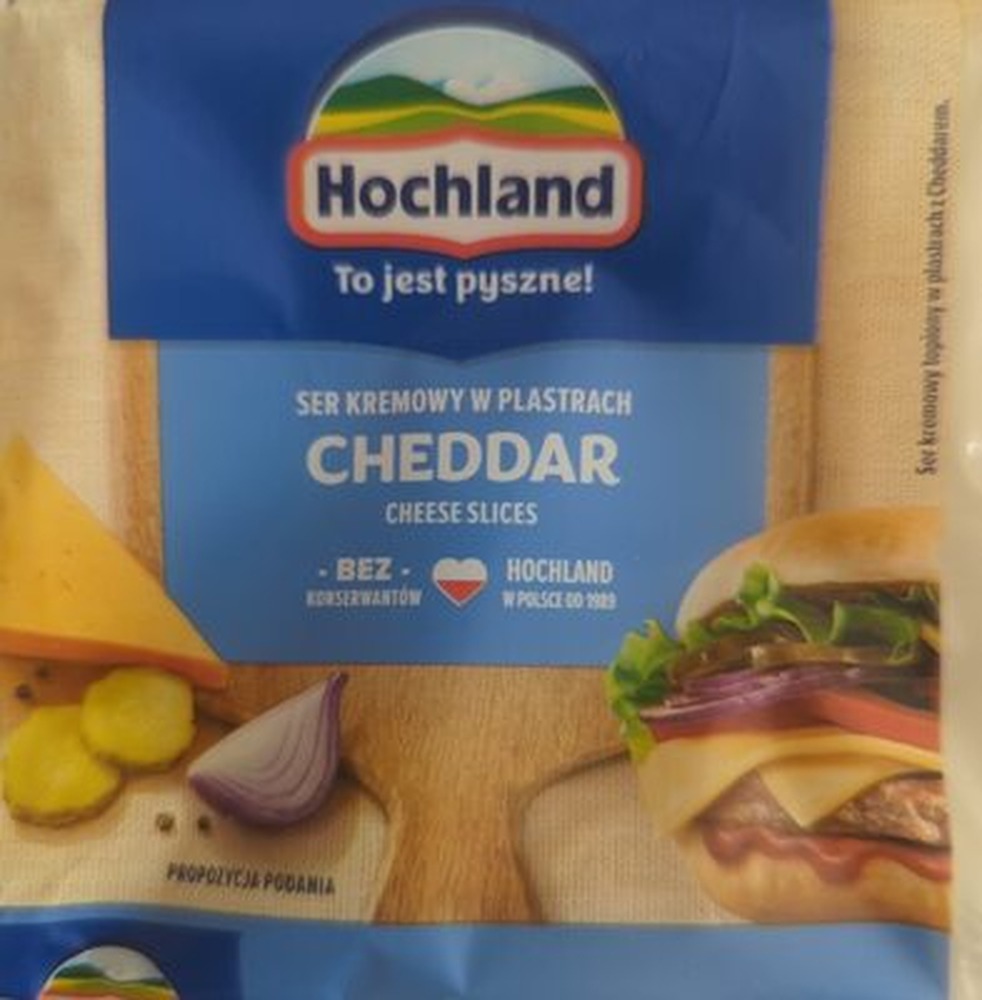 Hochland
To jest pyszne!
SER KREMOWY W PLASTRACH
CHEDDAR
CHEESE SLICES
- BEZ -
KONSERWANTÓW
HOCHLAND
W POLSCE OD 1989
Ser kremowy topiony w plastrach z Cheddarem.
PROPOZYCJA PODANIA